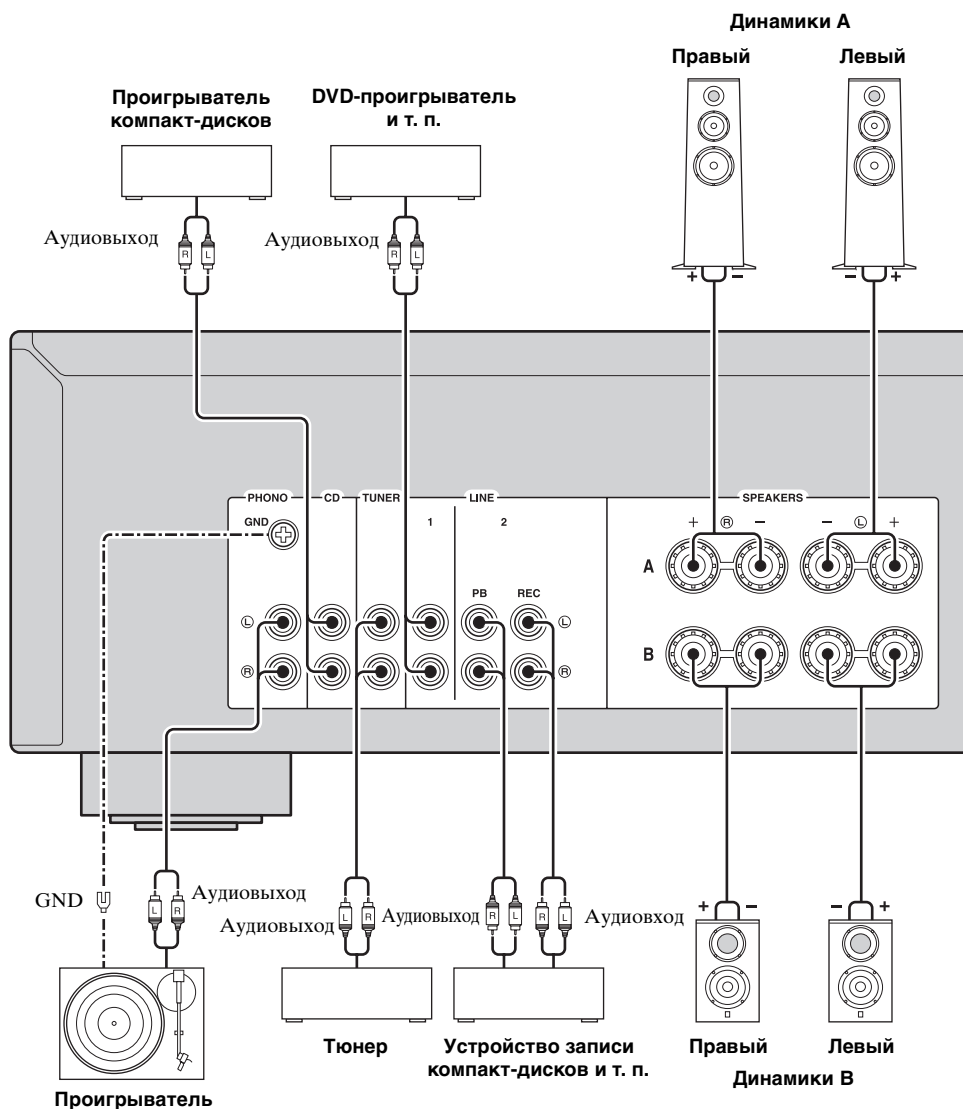 Динамики A
Правый Левый
Проигрыватель
компакт-дисков
DVD-проигрыватель
и т. п.
Аудиовыход
R L
Аудиовыход
R L
+ − − +
PHONO CD TUNER LINE SPEAKERS
GND 1 2 + R − − L +
A
PB REC
L L
B
R R
GND
L R
Аудиовыход
Аудиовыход
L R
Аудиовыход
R L
R L
Аудиовход
+ − − +
Тюнер
Устройство записи
компакт-дисков и т. п.
Правый Левый
Динамики B
Проигрыватель